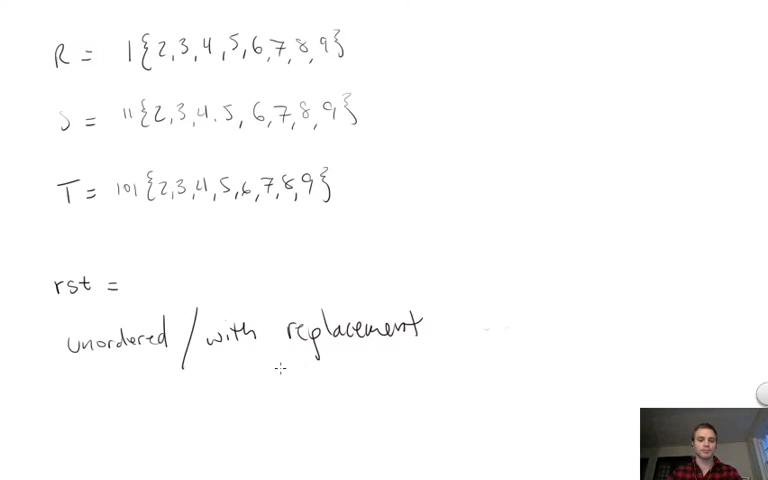 R = 1{2,3,4,5,6,7,8,9}
S = 11{2,3,4.5,6,7,8,9}
T = 101{2,3,4,5,6,7,8,9}
rst =
unordered / with replacement